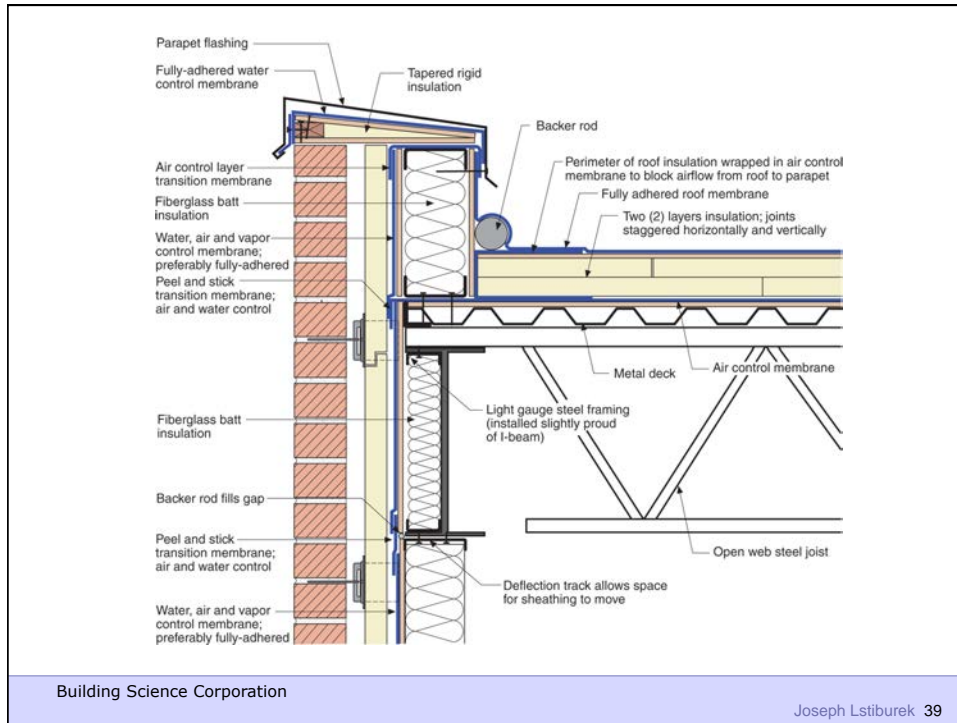 Parapet flashing
Fully-adhered water
control membrane
Tapered rigid
insulation
Backer rod
Air control layer
transition membrane
Perimeter of roof insulation wrapped in air control
membrane to block airflow from roof to parapet
Fiberglass batt
insulation
Fully adhered roof membrane
Two (2) layers insulation; joints
staggered horizontally and vertically
Water, air and vapor
control membrane;
preferably fully-adhered
Peel and stick
transition membrane;
air and water control
Metal deck
Air control membrane
Light gauge steel framing
(installed slightly proud
of I-beam)
Fiberglass batt
insulation
Backer rod fills gap
Peel and stick
transition membrane;
air and water control
Open web steel joist
Deflection track allows space
for sheathing to move
Water, air and vapor
control membrane;
preferably fully-adhered
Building Science Corporation
Joseph Lstiburek 39